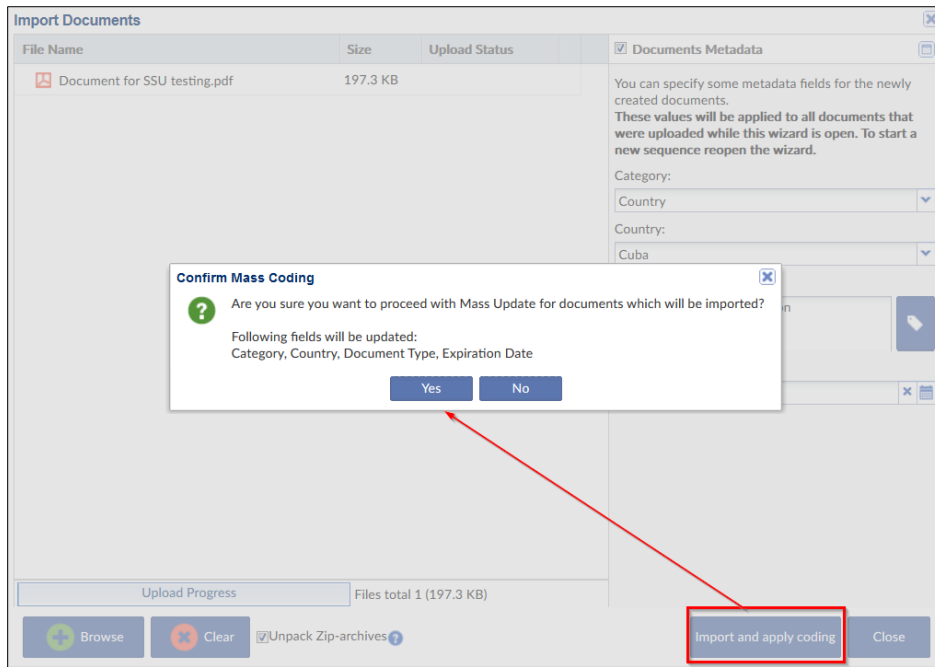 Import Documents
File Name Size Upload Status
Document for SSU testing.pdf 197.3 KB
Documents Metadata
You can specify some metadata fields for the newly
created documents.
These values will be applied to all documents that
were uploaded while this wizard is open. To start a
new sequence reopen the wizard.
Category:
Country
Country:
Cuba
Confirm Mass Coding
Are you sure you want to proceed with Mass Update for documents which will be imported?
Following fields will be updated:
Category, Country, Document Type, Expiration Date
Yes No
Upload Progress Files total 1 (197.3 KB)
Browse Clear Unpack Zip-archives Import and apply coding Close